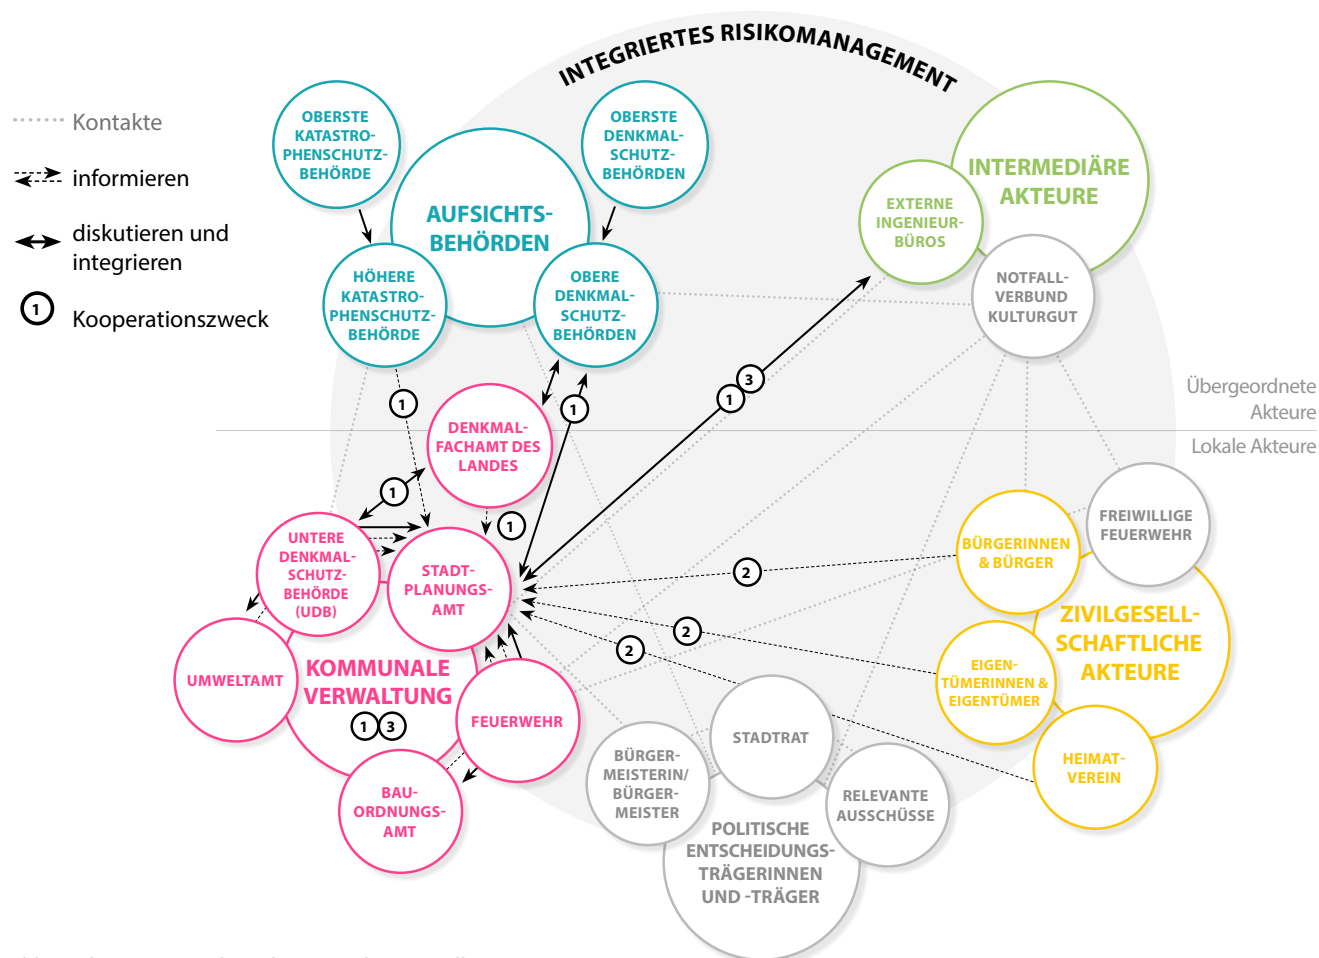 INTEGRIERTES RISIKOMANAGEMENT
Kontakte
informieren
diskutieren und
integrieren
1
Kooperationszweck
OBERSTE
KATASTRO-
PHENSCHUTZ-
BEHÖRDE
OBERSTE
DENKMAL-
SCHUTZ-
BEHÖRDEN
AUFSICHTS-
BEHÖRDEN
HÖHERE
KATASTRO-
PHENSCHUTZ-
BEHÖRDE
OBERE
DENKMAL-
SCHUTZ-
BEHÖRDEN
INTERMEDIÄRE
AKTEURE
EXTERNE
INGENIEUR-
BÜROS
NOTFALL-
VERBUND
KULTURGUT
3
1
1
1
Übergeordnete
Akteure
Lokale Akteure
DENKMAL-
FACHAMT DES
LANDES
1
1
UNTERE
DENKMAL-
SCHUTZ-
BEHÖRDE
(UDB)
STADT-
PLANUNGS-
AMT
2
2
2
FREIWILLIGE
FEUERWEHR
BÜRGERINNEN
& BÜRGER
ZIVILGESELL-
SCHAFTLICHE
AKTEURE
EIGEN-
TÜMERINNEN &
EIGENTÜMER
HEIMAT-
VEREIN
UMWELTAMT
KOMMUNALE
VERWALTUNG
1 3
FEUERWEHR
BAU-
ORDNUNGS-
AMT
STADTRAT
BÜRGER-
MEISTERIN/
BÜRGER-
MEISTER
RELEVANTE
AUSSCHÜSSE
POLITISCHE
ENTSCHEIDUNGS-
TRÄGERINNEN
UND -TRÄGER